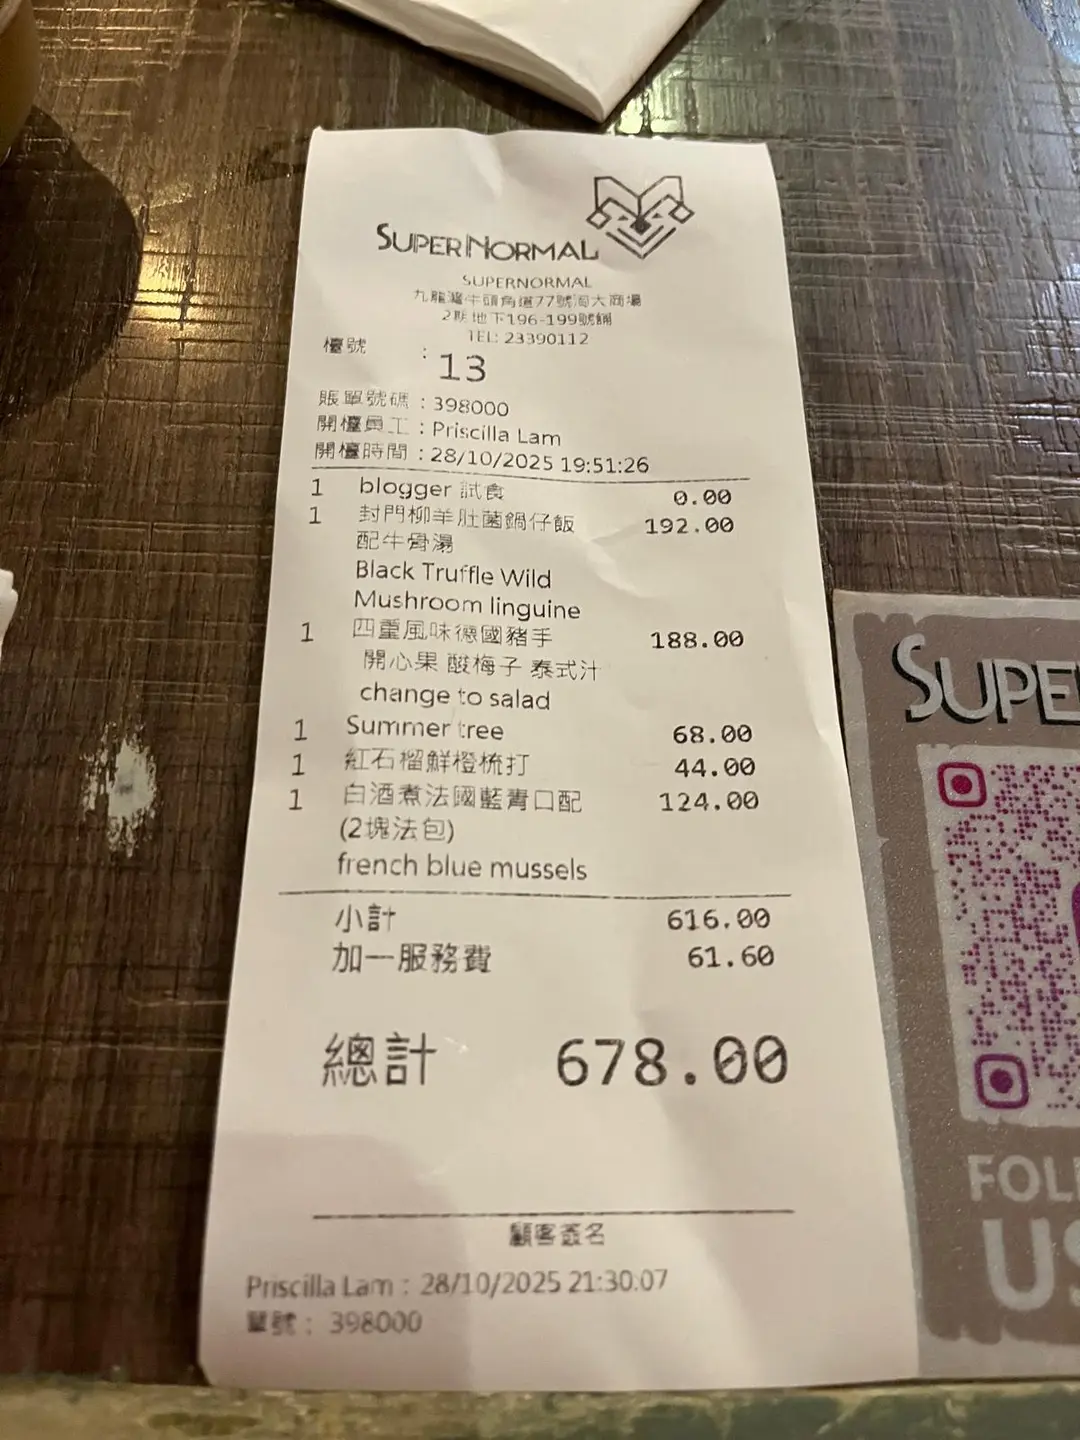 SUPERNORMAL
SUPERNORMAL
九龍灣牛頭角道77號淘大商場
2期地下196-199號舖
TEL: 23390112
檯號 : 13
賬單號碼 : 398000
開檯員工 : Priscilla Lam
開檯時間 : 28/10/2025 19:51:26
1 blogger 試食 0.00
1 封門柳羊肚菌鍋仔飯 192.00
配牛骨湯
Black Truffle Wild
Mushroom linguine
1 四重風味德國豬手 188.00
開心果 酸梅子 泰式汁
change to salad
1 Summer tree 68.00
1 紅石榴鮮橙梳打 44.00
1 白酒煮法國藍青口配 124.00
(2塊法包)
french blue mussels
小計 616.00
加一服務費 61.60
總計 678.00
顧客簽名
Priscilla Lam : 28/10/2025 21:30:07
單號 : 398000
SUPE
FOL
US